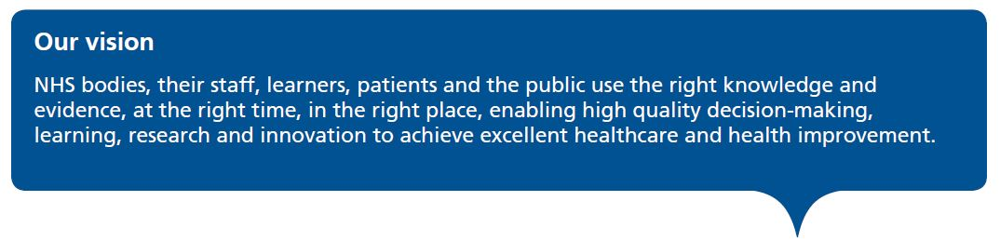 Our vision
NHS bodies, their staff, learners, patients and the public use the right knowledge and
evidence, at the right time, in the right place, enabling high quality decision-making,
learning, research and innovation to achieve excellent healthcare and health improvement.